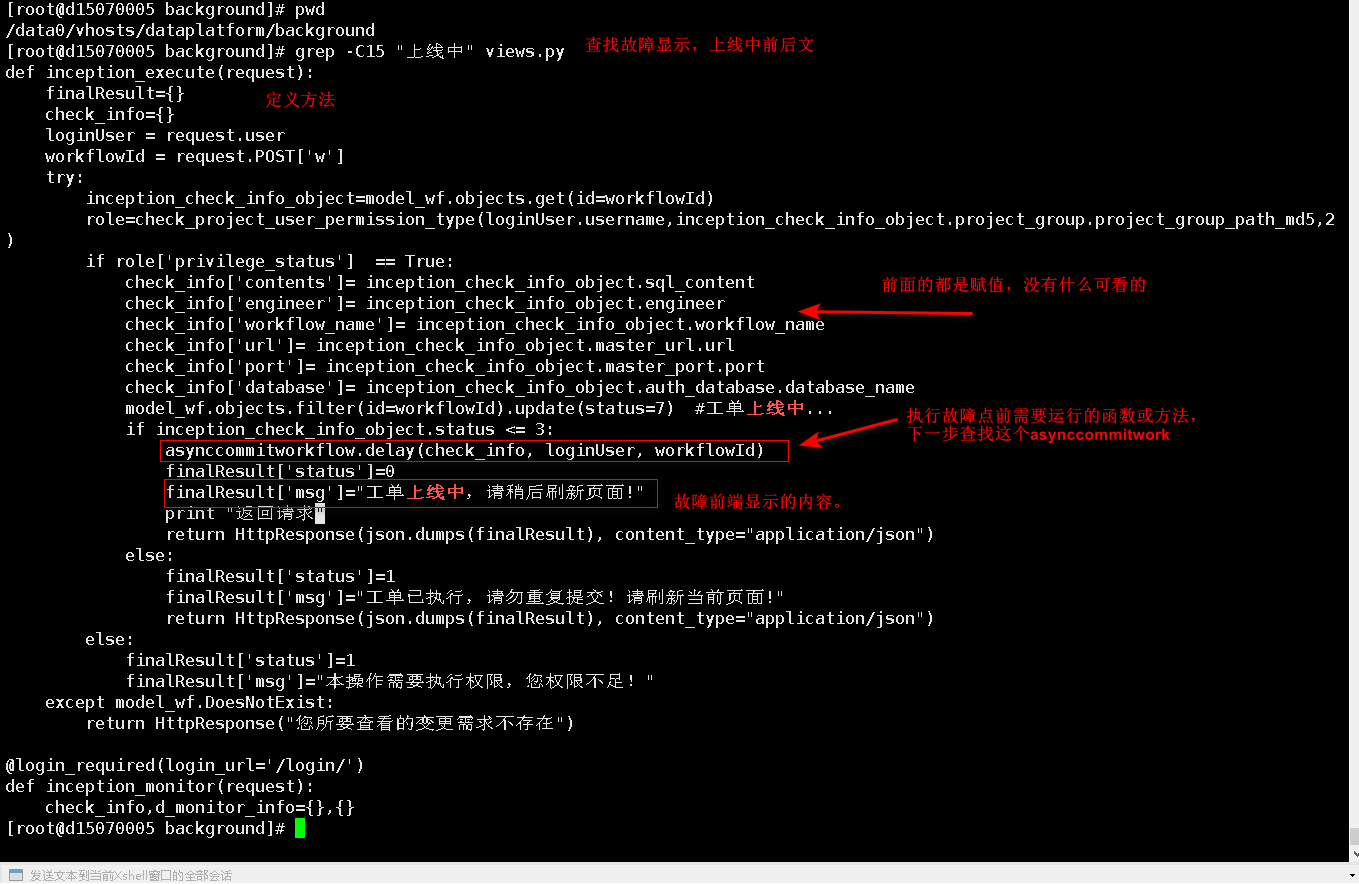 [root@d15070005 background]# pwd
/data0/vhosts/dataplatform/background
[root@d15070005 background]# grep -C15 "上线中" views.py
查找故障显示，上线中前后文
def inception_execute(request):
    finalResult={}
定义方法
    check_info={}
    loginUser = request.user
    workflowId = request.POST['w']
    try:
        inception_check_info_object=model_wf.objects.get(id=workflowId)
        role=check_project_user_permission_type(loginUser.username,inception_check_info_object.project_group.project_group_path_md5,2
)
        if role['privilege_status']  == True:
            check_info['contents']= inception_check_info_object.sql_content
前面的都是赋值，没有什么可看的
            check_info['engineer']= inception_check_info_object.engineer
            check_info['workflow_name']= inception_check_info_object.workflow_name
            check_info['url']= inception_check_info_object.master_url.url
            check_info['port']= inception_check_info_object.master_port.port
            check_info['database']= inception_check_info_object.auth_database.database_name
            model_wf.objects.filter(id=workflowId).update(status=7)  #工单上线中...
执行故障点前需要运行的函数或方法，
下一步查找这个asynccommitwork
            if inception_check_info_object.status <= 3:
                asynccommitworkflow.delay(check_info, loginUser, workflowId)
                finalResult['status']=0
                finalResult['msg']="工单上线中，请稍后刷新页面!"
故障前端显示的内容。
                print "返回请求"
                return HttpResponse(json.dumps(finalResult), content_type="application/json")
            else:
                finalResult['status']=1
                finalResult['msg']="工单已执行，请勿重复提交！请刷新当前页面!"
                return HttpResponse(json.dumps(finalResult), content_type="application/json")
        else:
            finalResult['status']=1
            finalResult['msg']="本操作需要执行权限，您权限不足！"
    except model_wf.DoesNotExist:
        return HttpResponse("您所要查看的变更需求不存在")
@login_required(login_url='/login/')
def inception_monitor(request):
    check_info,d_monitor_info={},{}
[root@d15070005 background]#
发送文本到当前Xshell窗口的全部会话